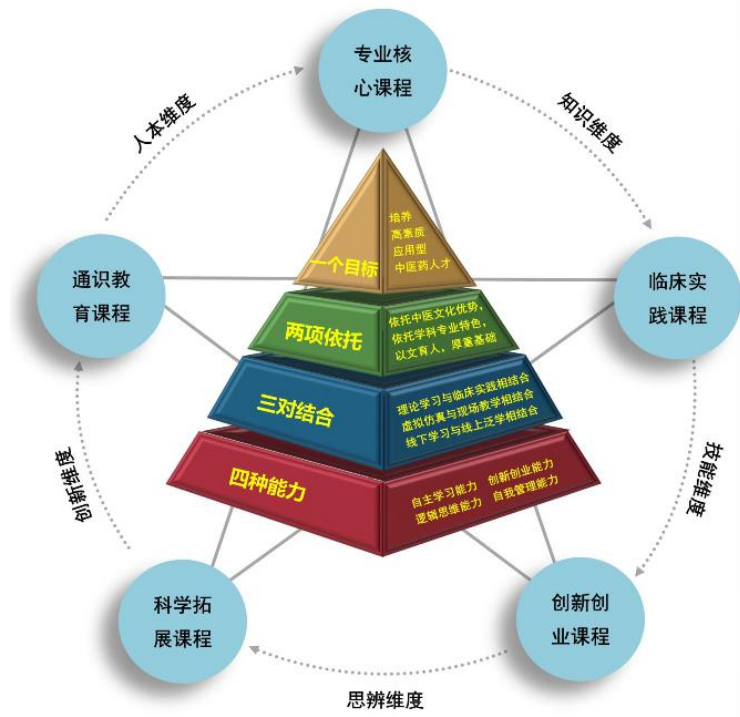 专业核
心课程
人本维度
知识维度
培养
高素质
应用型
中医药人才
一个目标
通识教
育课程
临床实
践课程
两项依托
依托中医文化优势，
依托学科专业特色，
以文育人，厚重基础
三对结合
理论学习与临床实践相结合
虚拟仿真与现场教学相结合
线下学习与线上泛学相结合
四种能力
自主学习能力 创新创业能力
逻辑思维能力 自我管理能力
创新维度
技能维度
科学拓
展课程
创新创
业课程
思辨维度